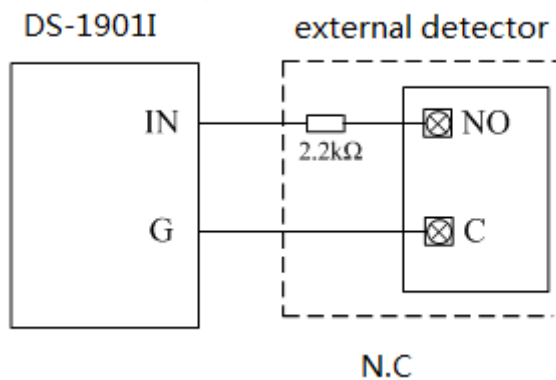 DS-1901I external detector
IN
NO
2.2kΩ
G
C
N.C